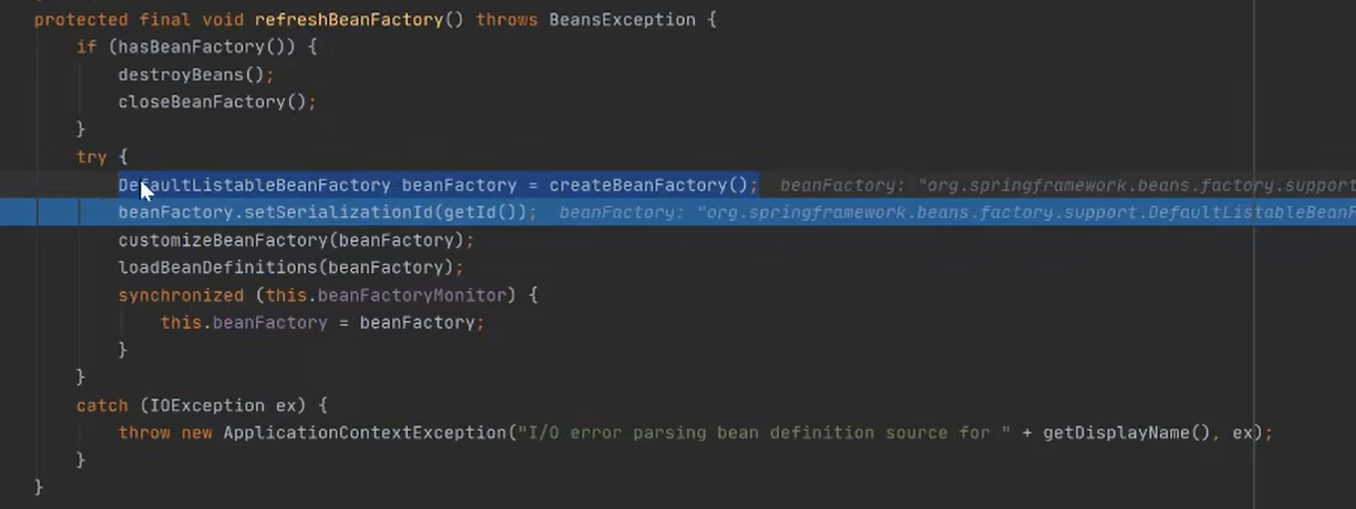 protected final void refreshBeanFactory() throws BeansException {
if (hasBeanFactory()) {
destroyBeans();
closeBeanFactory();
}
try {
DefaultListableBeanFactory beanFactory = createBeanFactory(); beanFactory: "org.springframework.beans.factory.support
beanFactory.setSerializationId(getId()); beanFactory: "org.springframework.beans.factory.support.DefaultListableBeanF
customizeBeanFactory(beanFactory);
loadBeanDefinitions(beanFactory);
synchronized (this.beanFactoryMonitor) {
this.beanFactory = beanFactory;
}
}
catch (IOException ex) {
throw new ApplicationContextException("I/O error parsing bean definition source for " + getDisplayName(), ex);
}
}